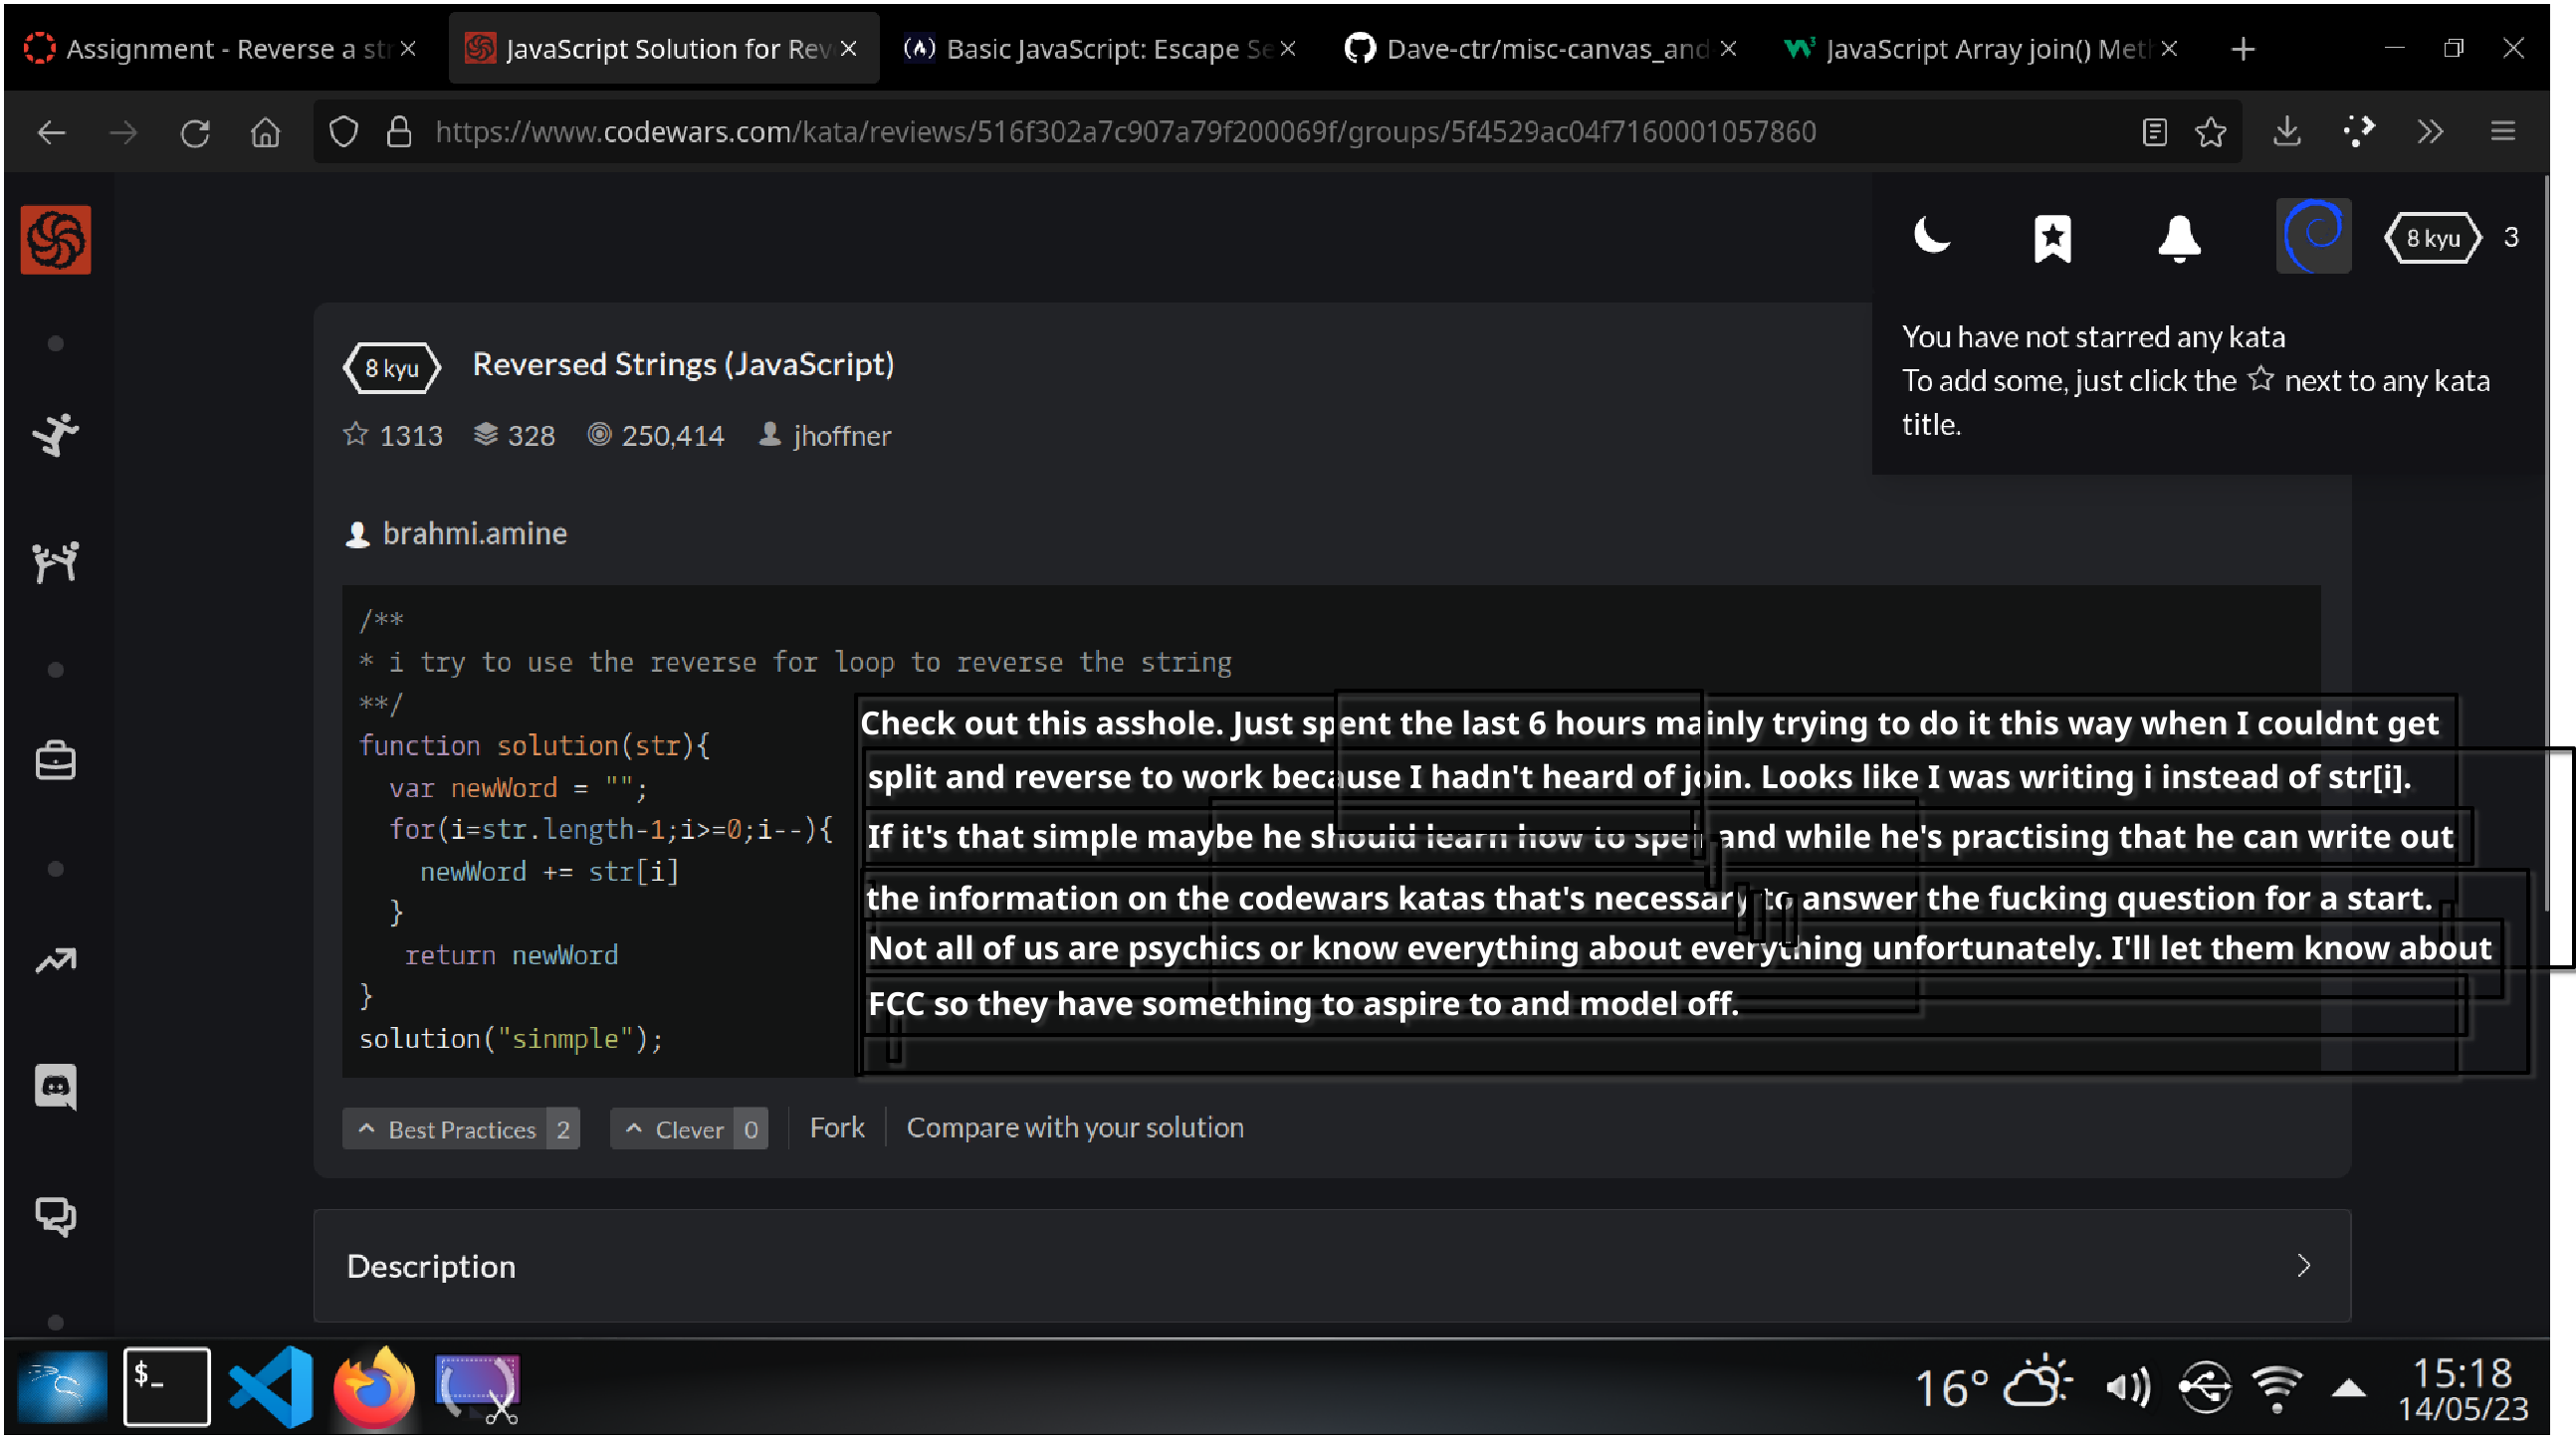 Assignment - Reverse a str
JavaScript Solution for Rev
Basic JavaScript: Escape Se
Dave-ctr/misc-canvas_and
JavaScript Array join() Meth
https://www.codewars.com/kata/reviews/516f302a7c907a79f200069f/groups/5f4529ac04f7160001057860
8 kyu 3
You have not starred any kata
To add some, just click the ☆ next to any kata
title.
8 kyu Reversed Strings (JavaScript)
1313 328 250,414 jhoffner
brahmi.amine
/**
* i try to use the reverse for loop to reverse the string
**/
function solution(str){
var newWord = "";
for(i=str.length-1;i>=0;i--){
newWord += str[i]
}
return newWord
}
solution("sinmple");
Check out this asshole. Just spent the last 6 hours mainly trying to do it this way when I couldnt get
split and reverse to work because I hadn't heard of join. Looks like I was writing i instead of str[i].
If it's that simple maybe he should learn how to spell and while he's practising that he can write out
the information on the codewars katas that's necessary to answer the fucking question for a start.
Not all of us are psychics or know everything about everything unfortunately. I'll let them know about
FCC so they have something to aspire to and model off.
Best Practices 2 Clever 0 Fork Compare with your solution
Description
$_
16° 15:18
14/05/23